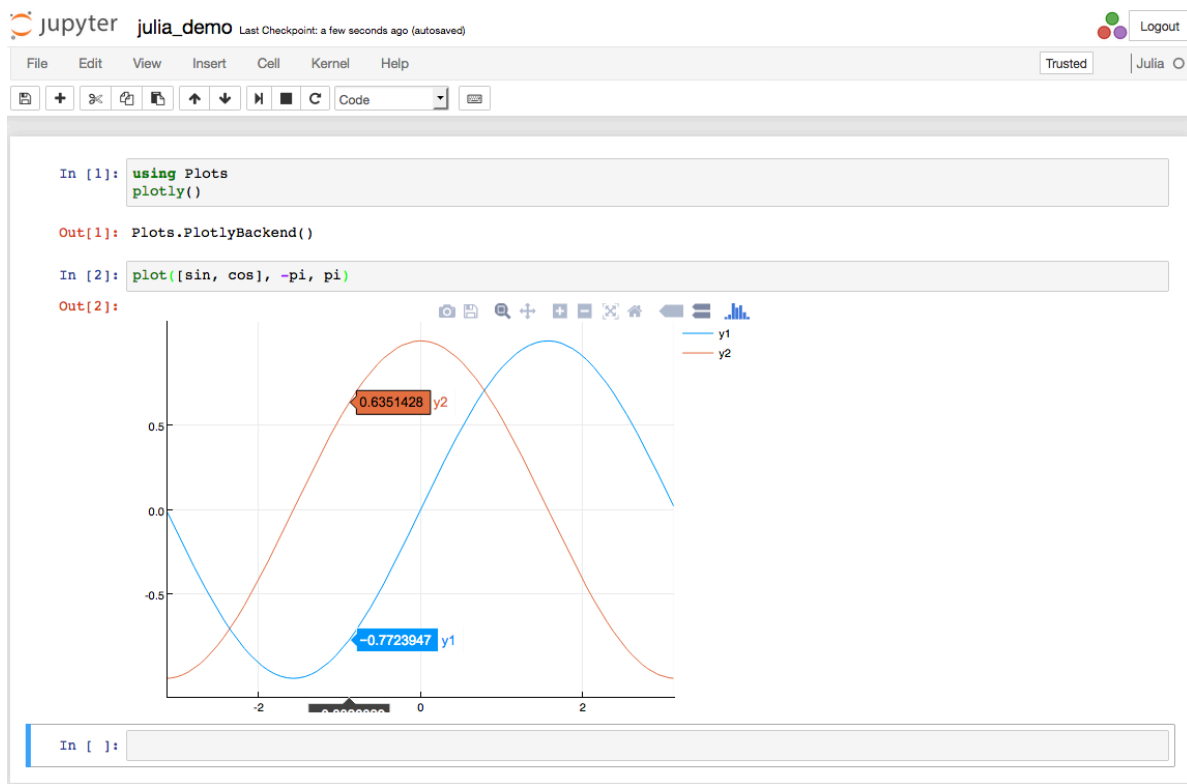 jupyter julia_demo Last Checkpoint: a few seconds ago (autosaved)
Logout
File Edit View Insert Cell Kernel Help
Trusted
Julia
Code
In [1]: using Plots
plotly()
Out[1]: Plots.PlotlyBackend()
In [2]: plot([sin, cos], -pi, pi)
Out[2]:
y1
y2
0.6351428 y2
0.5
0.0
-0.5
−0.7723947 y1
-2
0
2
In [ ]: